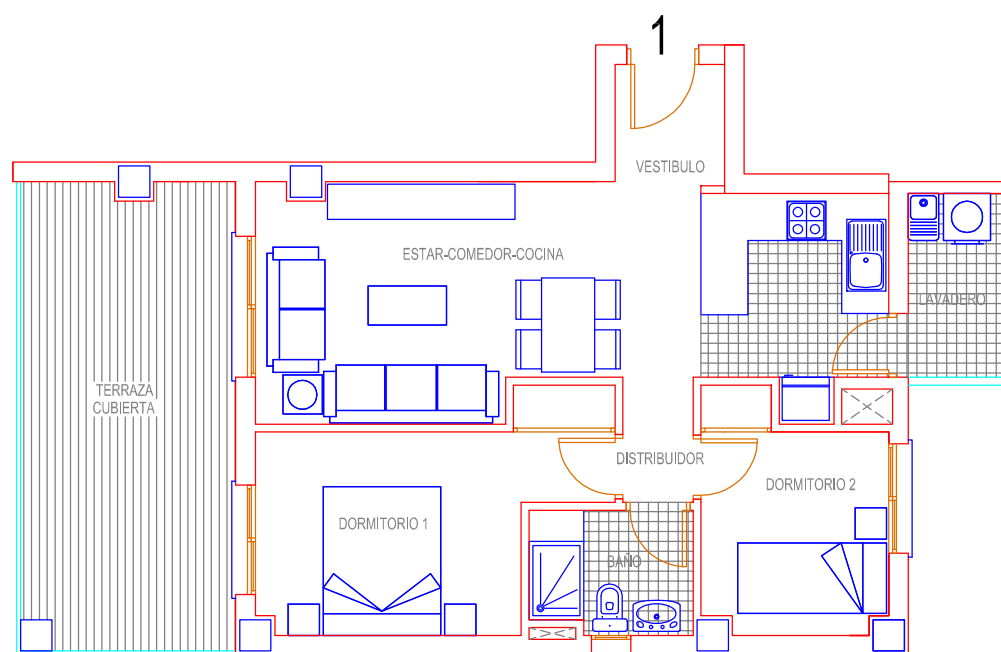 1
VESTIBULO
ESTAR-COMEDOR-COCINA
LAVADERO
TERRAZA
CUBIERTA
DISTRIBUIDOR
DORMITORIO 2
DORMITORIO 1
BAÑO